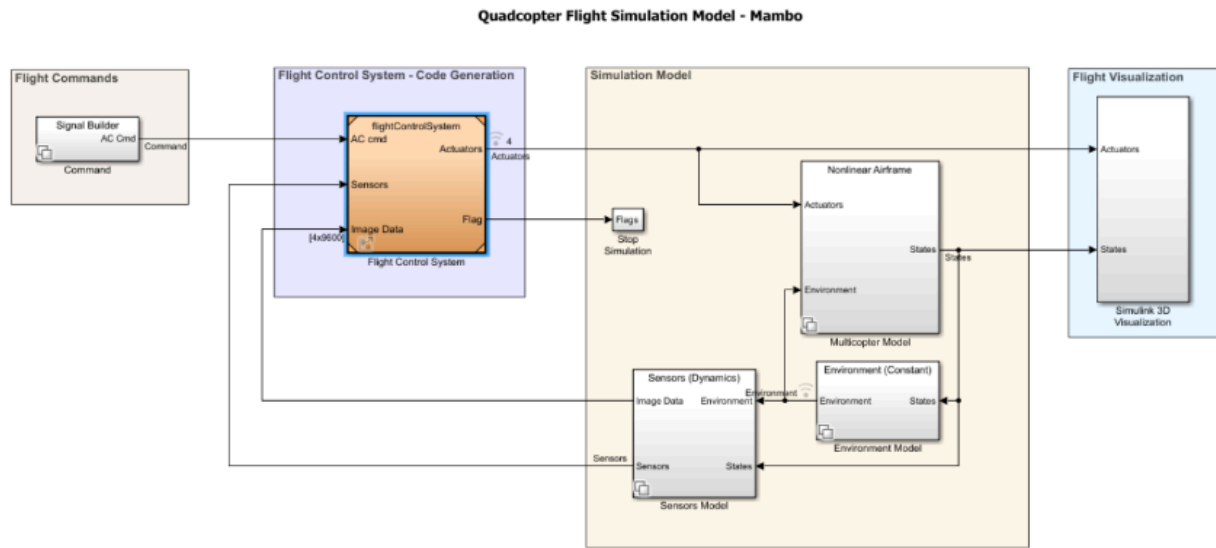 Quadcopter Flight Simulation Model - Mambo
Flight Commands
Signal Builder
AC Cmd
Command
Command
Flight Control System - Code Generation
flightControlSystem
AC cmd
Actuators
4
Actuators
Sensors
Flag
Image Data
[4x9600]
Flight Control System
Simulation Model
Flags
Stop
Simulation
Nonlinear Airframe
Actuators
States
States
Environment
Multicopter Model
Sensors (Dynamics)
Image Data
Environment
Sensors
States
Sensors
Sensors Model
Environment
Environment (Constant)
Environment
States
Environment Model
Flight Visualization
Actuators
States
Simulink 3D
Visualization